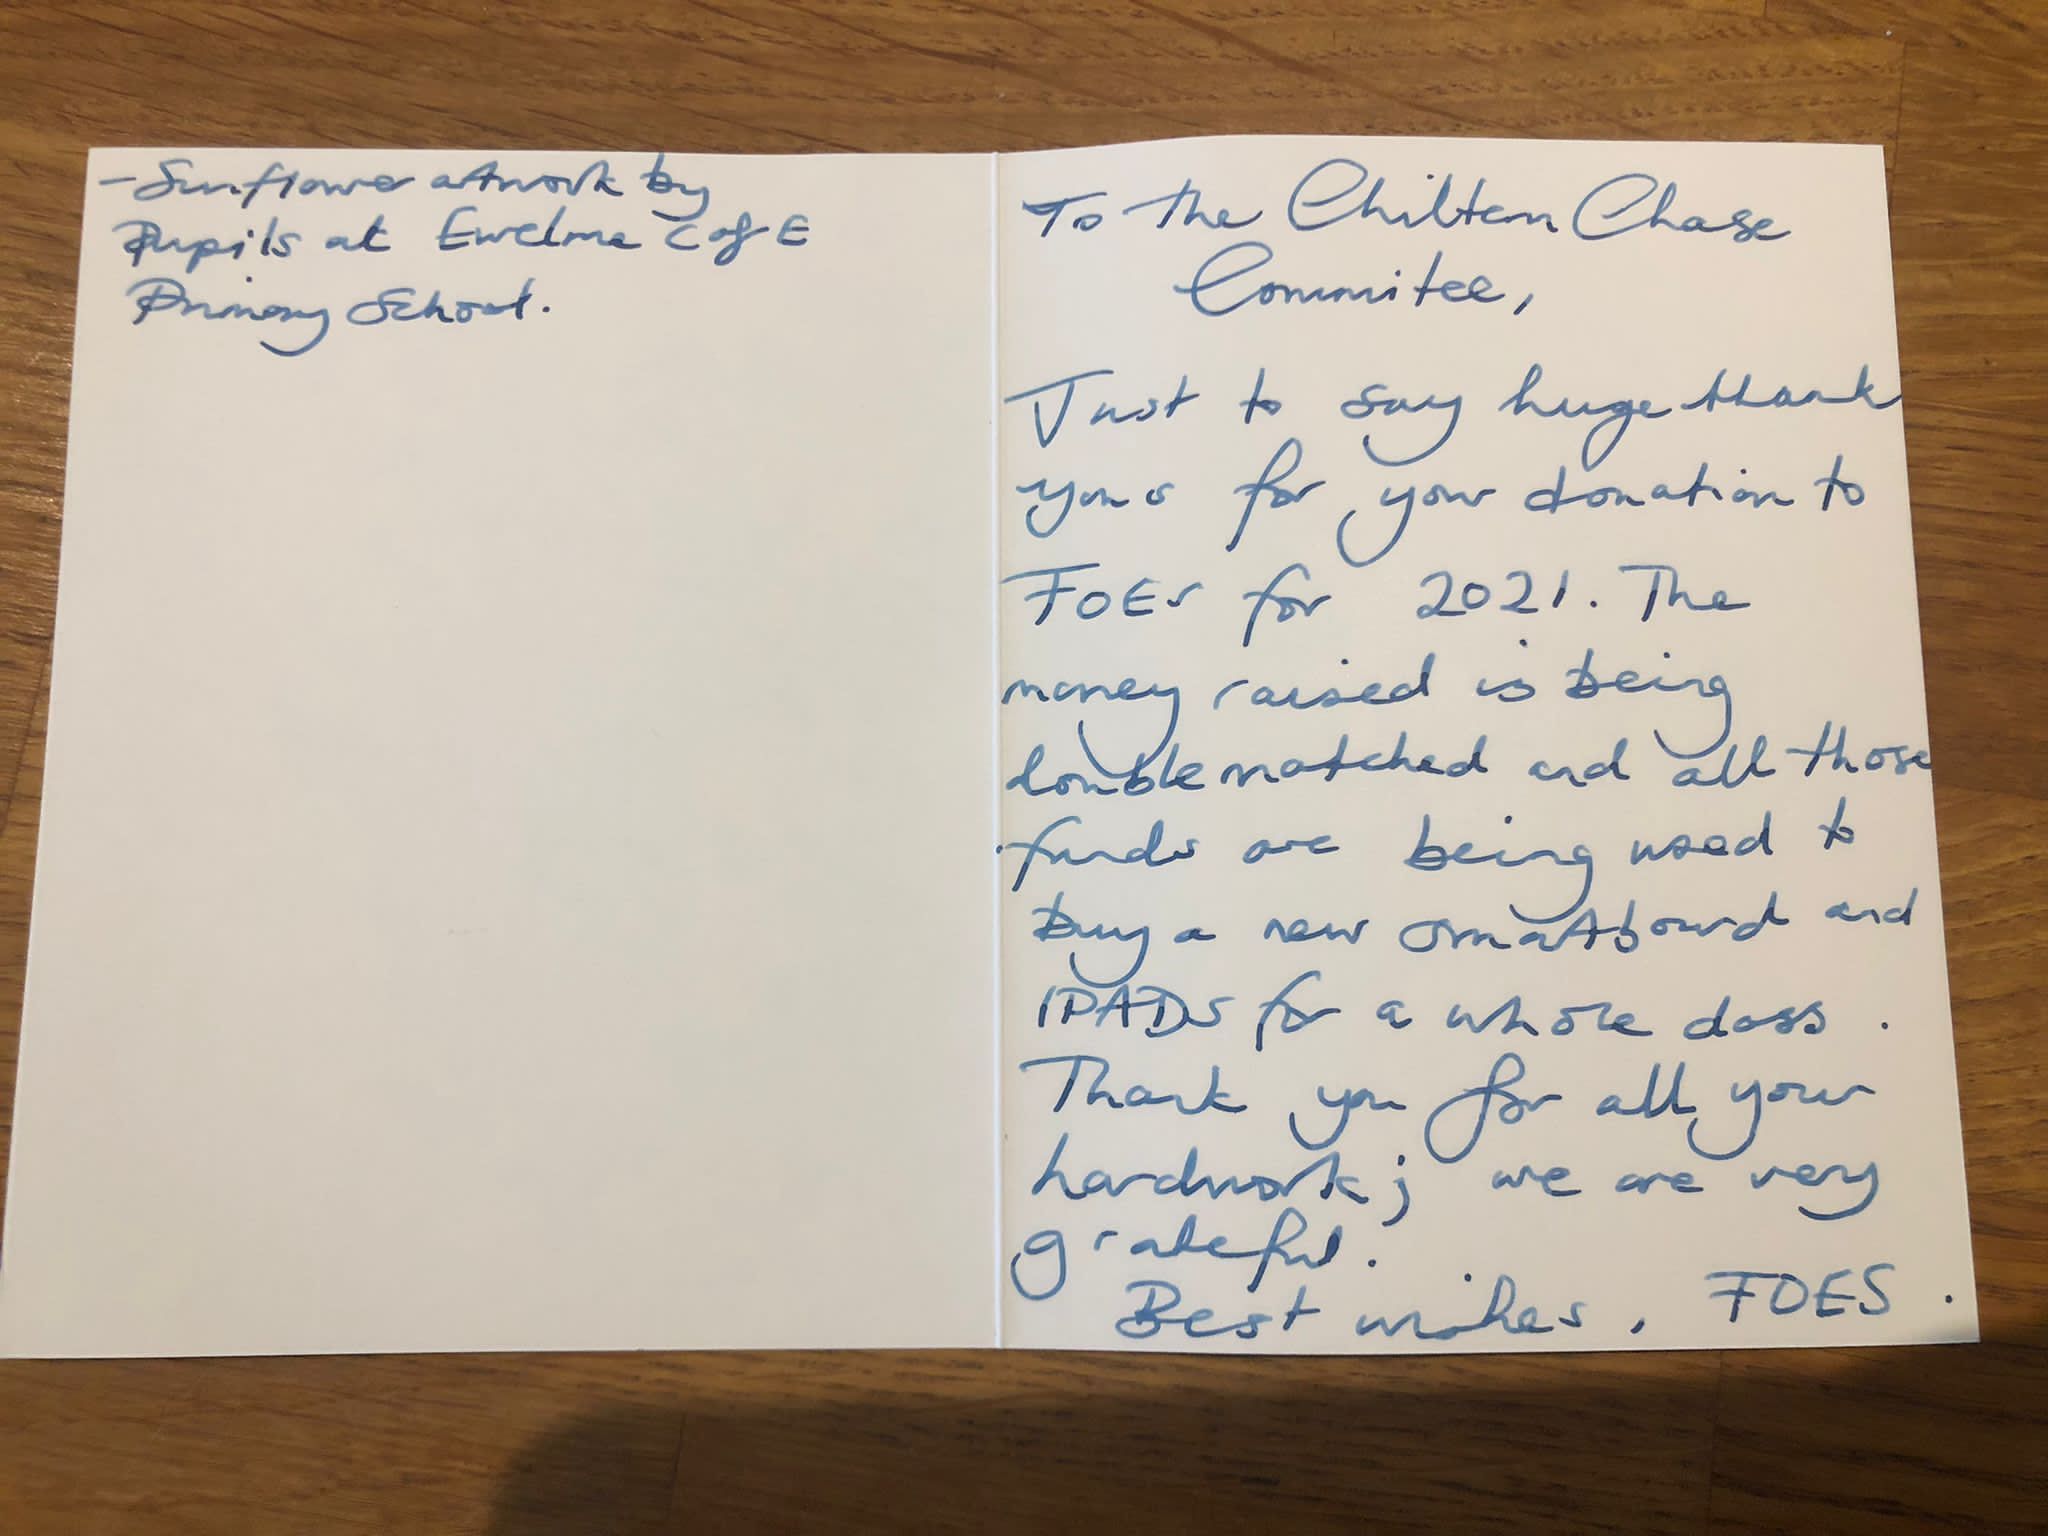 - Sunflower artwork by
Pupils at Ewelme C of E
Primary School.
To the Chiltern Chase
Commitee,
Just to say huge thank
you's for your donation to
FOEs for 2021. The
money raised is being
double matched and all those
funds are being used to
buy a new smartboard and
IPADs for a whole class.
Thank you for all your
hardwork; we are very
grateful.
Best wishes, FOES.